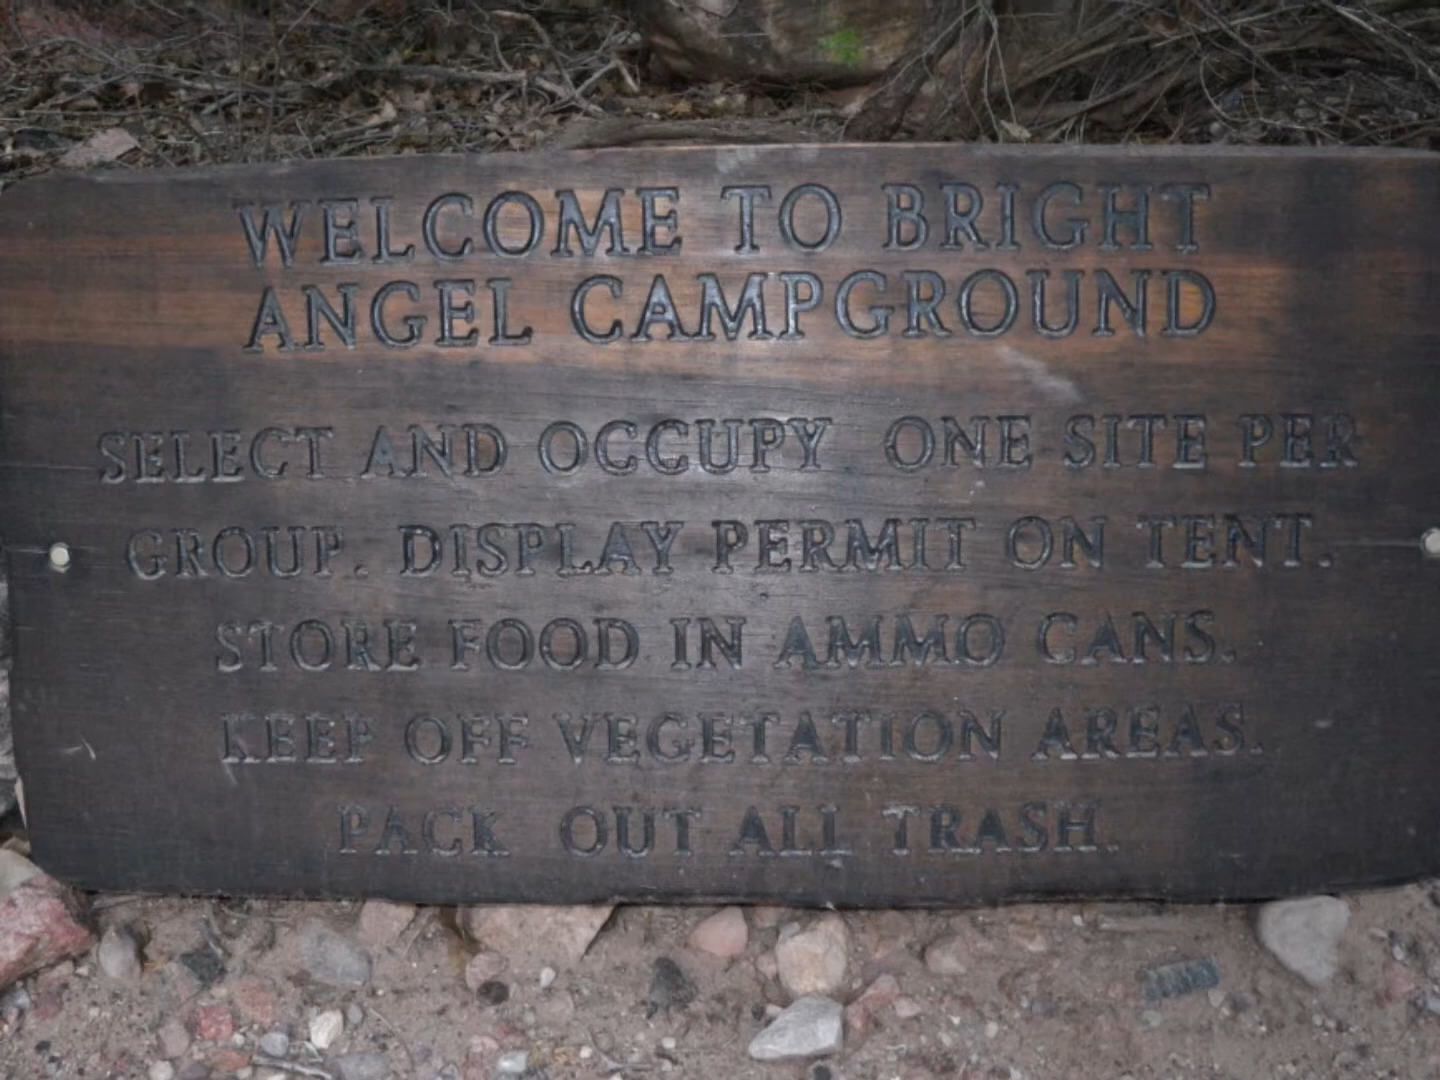 WELCOME TO BRIGHT
ANGEL CAMPGROUND
SELECT AND OCCUPY ONE SITE PER
GROUP. DISPLAY PERMIT ON TENT.
STORE FOOD IN AMMO CANS.
KEEP OFF VEGETATION AREAS.
PACK OUT ALL TRASH.